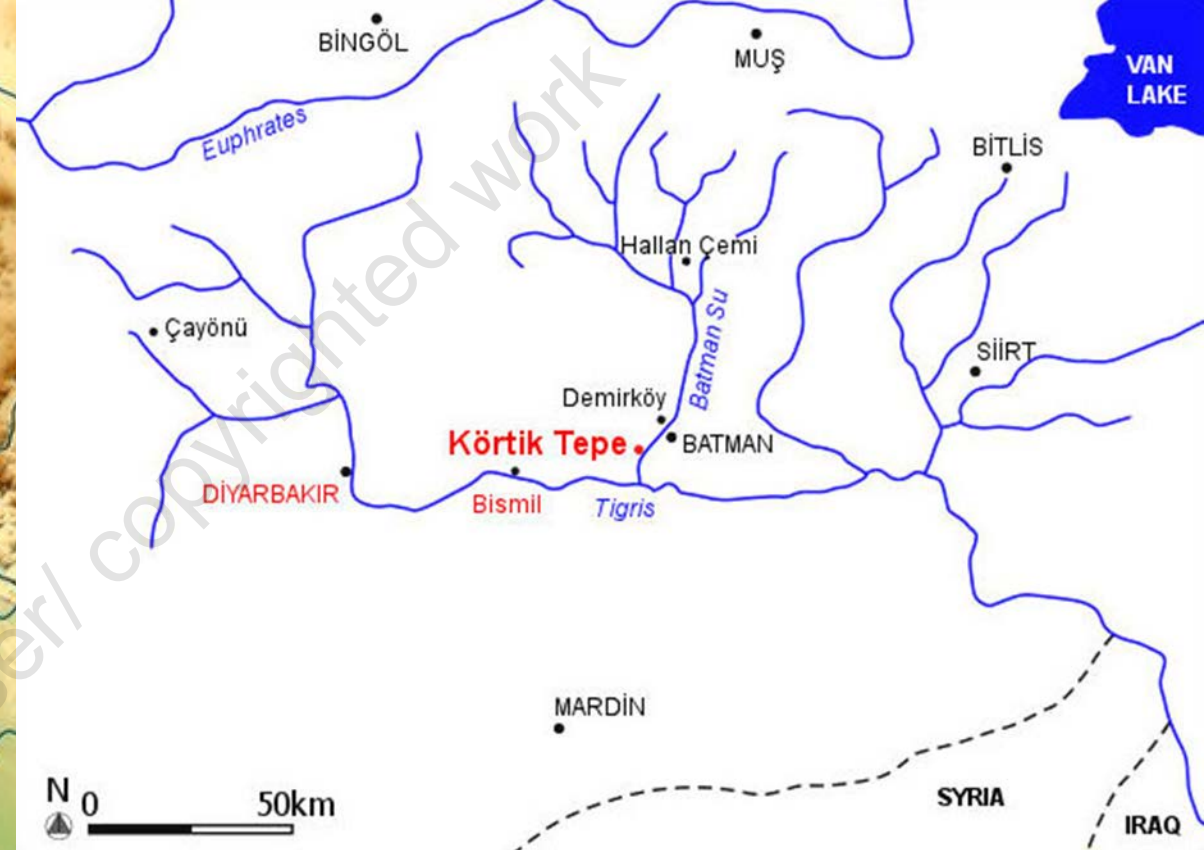 BİNGÖL
MUŞ
VAN
LAKE
Euphrates
BİTLİS
Hallan Çemi
Batman Su
Çayönü
SİİRT
Demirköy
Körtik Tepe
BATMAN
DİYARBAKIR
Bismil
Tigris
MARDİN
SYRIA
IRAQ
N 0 50km
er/ copyrighted work